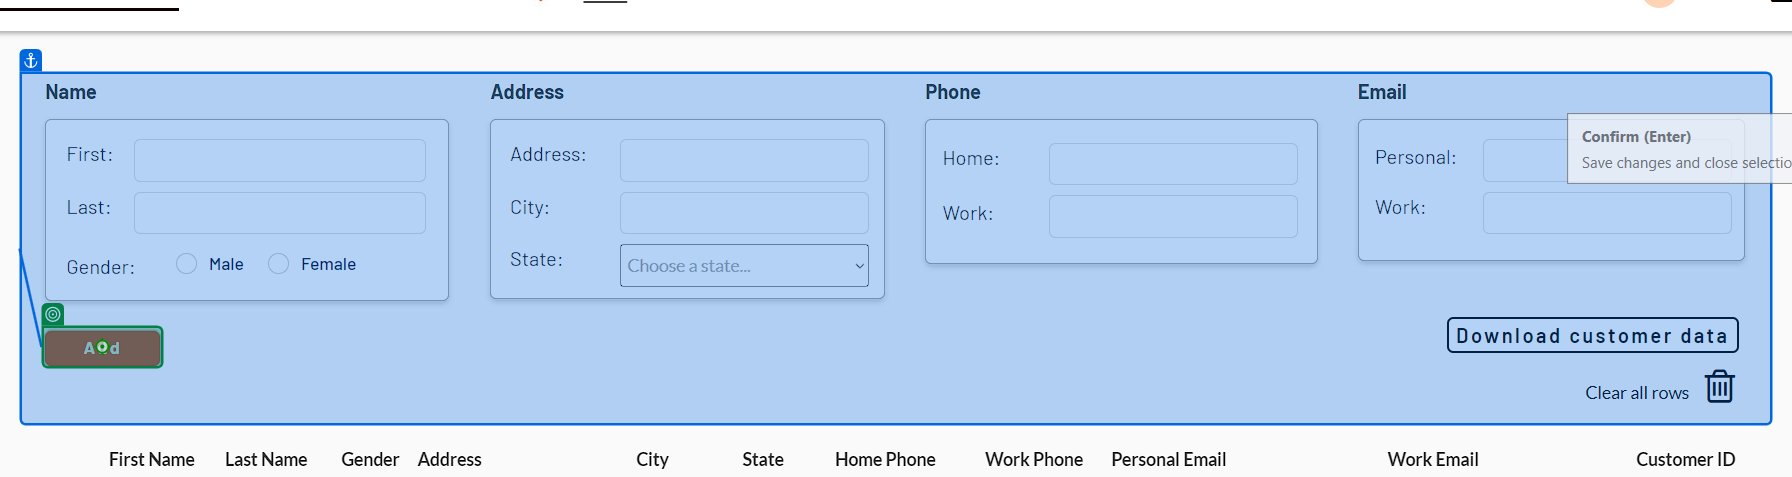 Name
Address
Phone
Email
Confirm (Enter)
Save changes and close selectio
First:
Address:
Home:
Personal:
Last:
City:
Work:
Work:
Gender:
Male
Female
State:
Choose a state...
Add
Download customer data
Clear all rows
First Name Last Name Gender Address City State Home Phone Work Phone Personal Email Work Email Customer ID